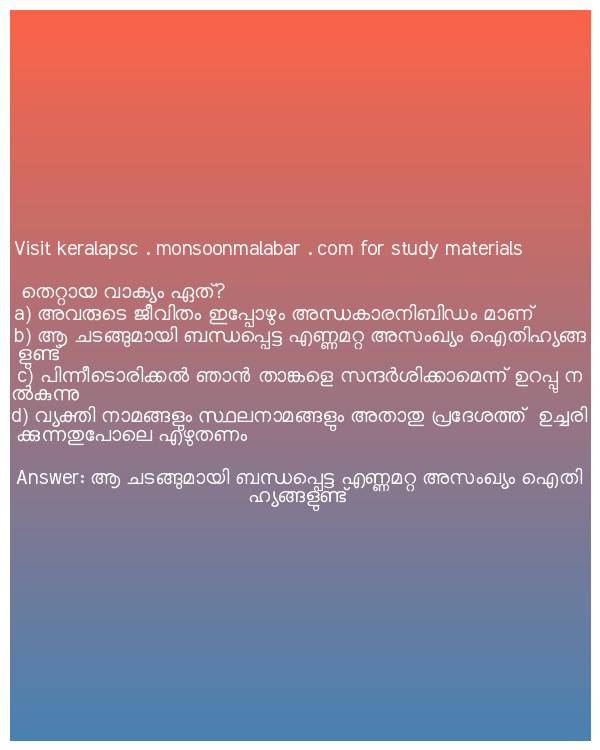 Visit keralapsc . monsoonmalabar . com for study materials
തെറ്റായ വാക്യം ഏത്?
a) അവരുടെ ജീവിതം ഇപ്പോഴും അന്ധകാരനിബിഡം മാണ്
b) ആ ചടങ്ങുമായി ബന്ധപ്പെട്ട എണ്ണമറ്റ അസംഖ്യം ഐതിഹ്യങ്ങ
ളുണ്ട്
c) പിന്നീടൊരിക്കൽ ഞാൻ താങ്കളെ സന്ദർശിക്കാമെന്ന് ഉറപ്പു ന
ൽകുന്നു
d) വ്യക്തി നാമങ്ങളും സ്ഥലനാമങ്ങളും അതാതു പ്രദേശത്ത് ഉച്ചരി
ക്കുന്നതുപോലെ എഴുതണം
Answer: ആ ചടങ്ങുമായി ബന്ധപ്പെട്ട എണ്ണമറ്റ അസംഖ്യം ഐതി
ഹ്യങ്ങളുണ്ട്